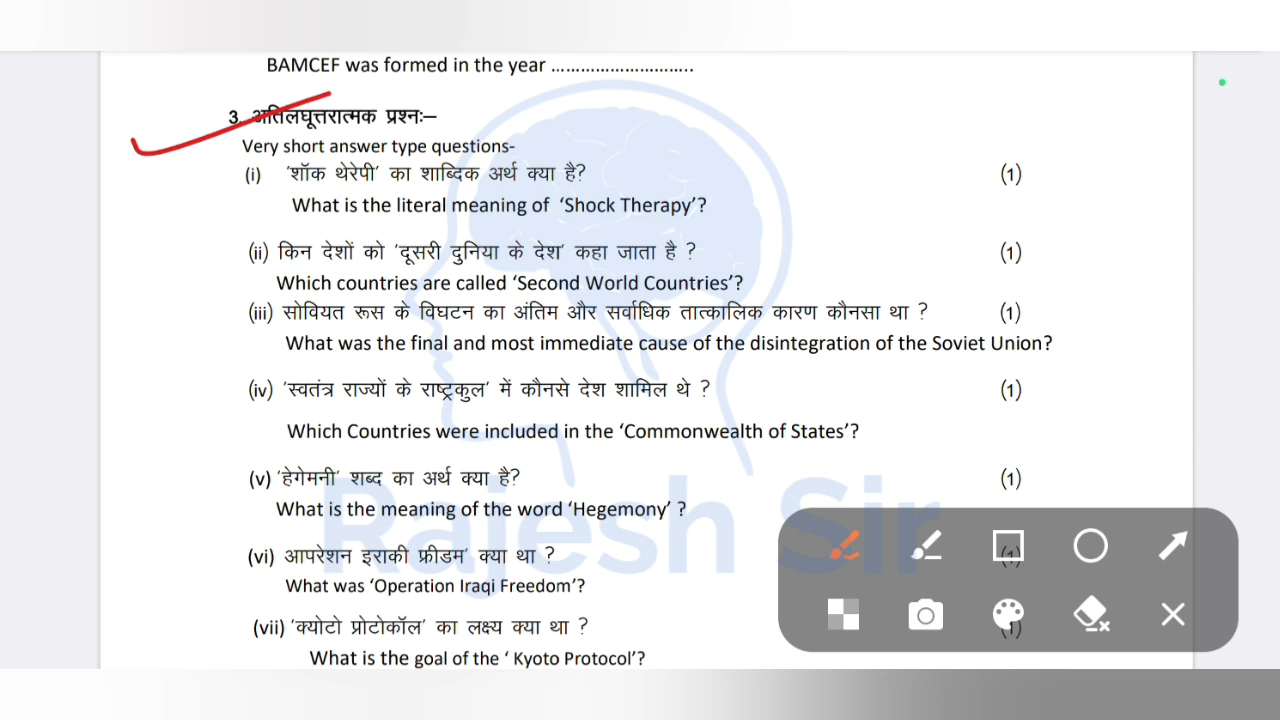 BAMCEF was formed in the year ………………………..
3. अतिलघूत्तरात्मक प्रश्नः–
Very short answer type questions-
(i) 'शॉक थेरेपी' का शाब्दिक अर्थ क्या है? (1)
What is the literal meaning of ‘Shock Therapy’?
(ii) किन देशों को 'दूसरी दुनिया के देश' कहा जाता है ? (1)
Which countries are called ‘Second World Countries’?
(iii) सोवियत रूस के विघटन का अंतिम और सर्वाधिक तात्कालिक कारण कौनसा था ? (1)
What was the final and most immediate cause of the disintegration of the Soviet Union?
(iv) 'स्वतंत्र राज्यों के राष्ट्रकुल' में कौनसे देश शामिल थे ? (1)
Which Countries were included in the ‘Commonwealth of States’?
(v) 'हेगेमनी' शब्द का अर्थ क्या है? (1)
What is the meaning of the word ‘Hegemony’ ?
Rajesh Sir
(vi) आपरेशन इराकी फ्रीडम' क्या था ? (1)
What was ‘Operation Iraqi Freedom’?
(vii) 'क्योटो प्रोटोकॉल' का लक्ष्य क्या था ? (1)
What is the goal of the ‘ Kyoto Protocol’?